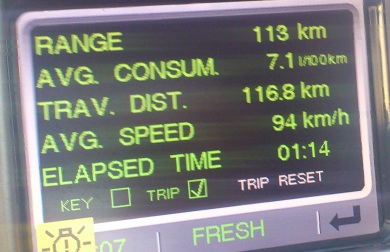 RANGE 113 km
AVG. CONSUM. 7.1 l/100km
TRAV. DIST. 116.8 km
AVG. SPEED 94 km/h
ELAPSED TIME 01:14
KEY TRIP TRIP RESET
:07 FRESH